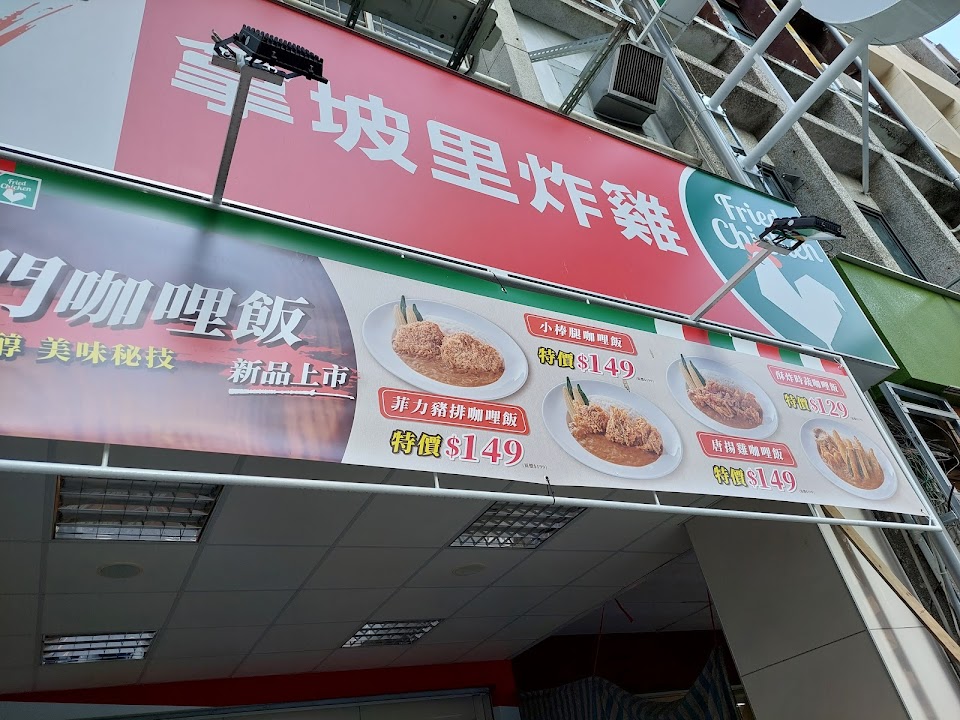 拿坡里炸雞
Fried
Chicken
Fried
Chicken
門咖哩飯
醇 美味秘技
新品上市
菲力豬排咖哩飯
特價$149
小棒腿咖哩飯
特價$149
唐揚雞咖哩飯
特價$149
酥炸時蔬咖哩飯
特價$129